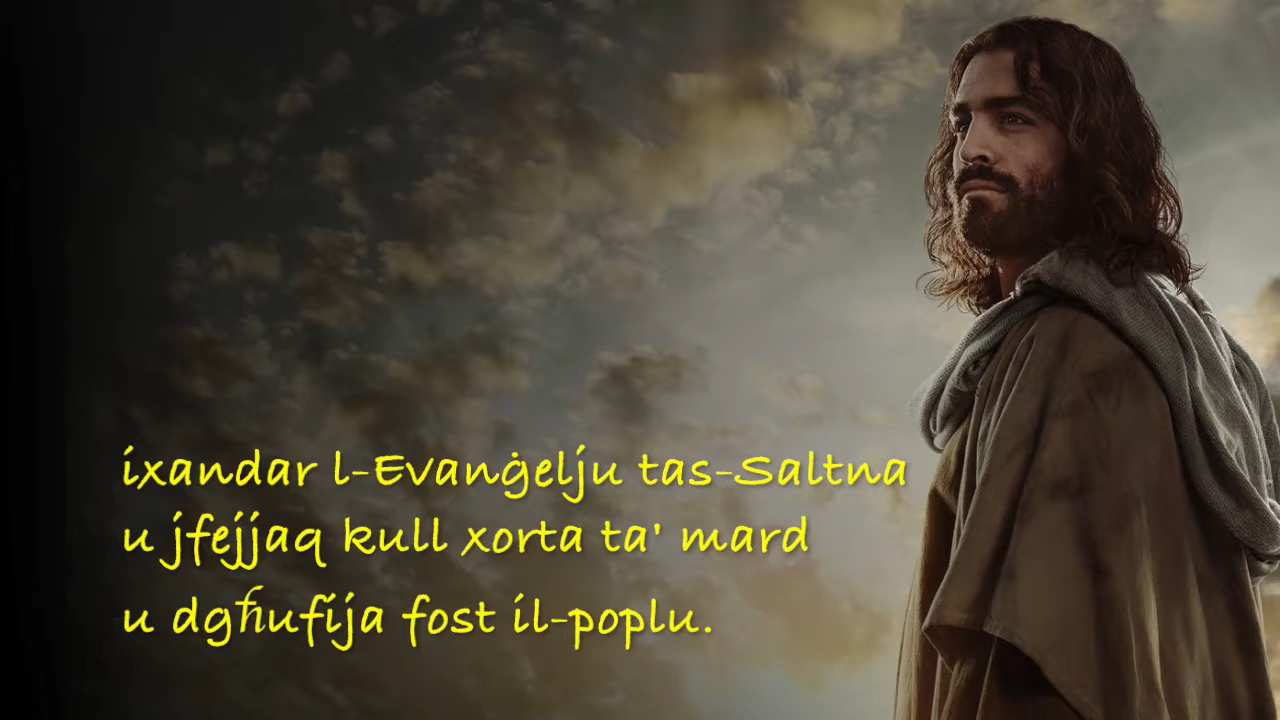 ixandar l-Evanġelju tas-Saltna
u jfejjaq kull xorta ta' mard
u dgħufija fost il-poplu.